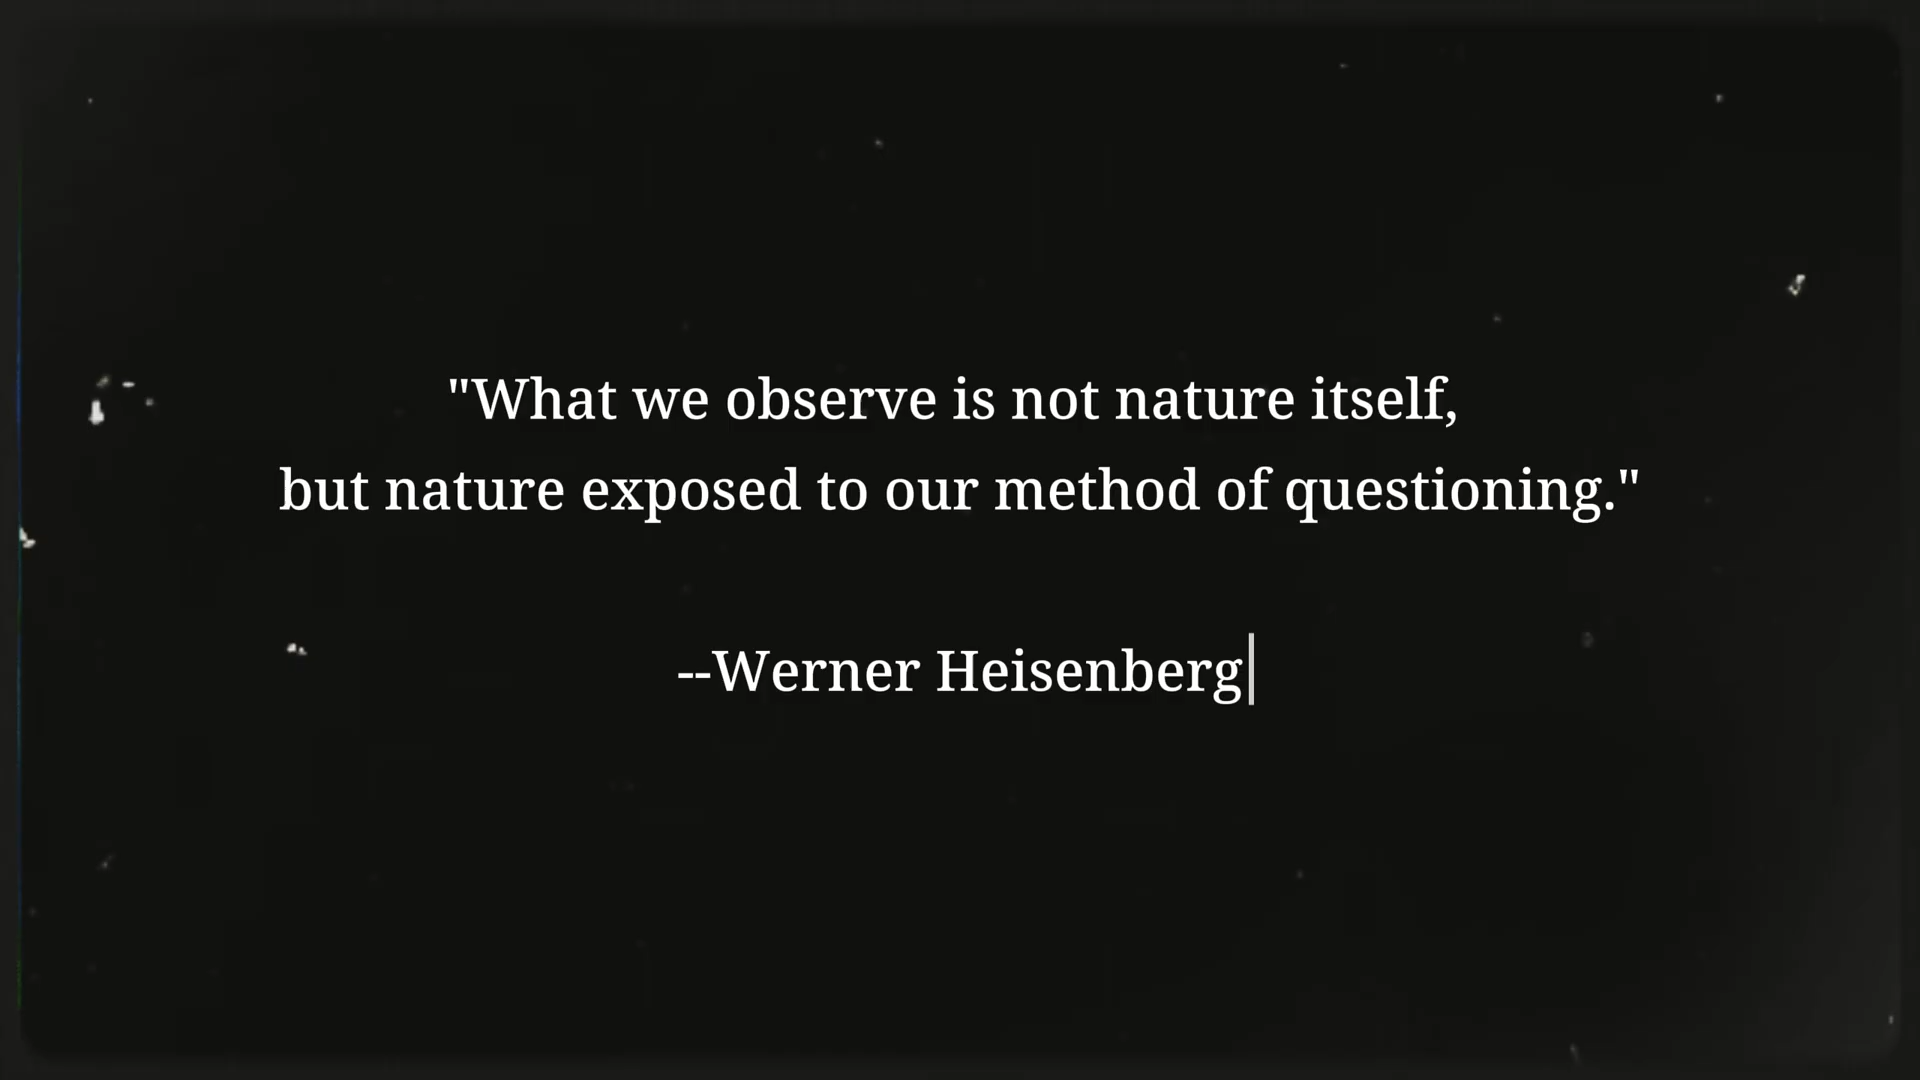 "What we observe is not nature itself,
but nature exposed to our method of questioning."
--Werner Heisenberg